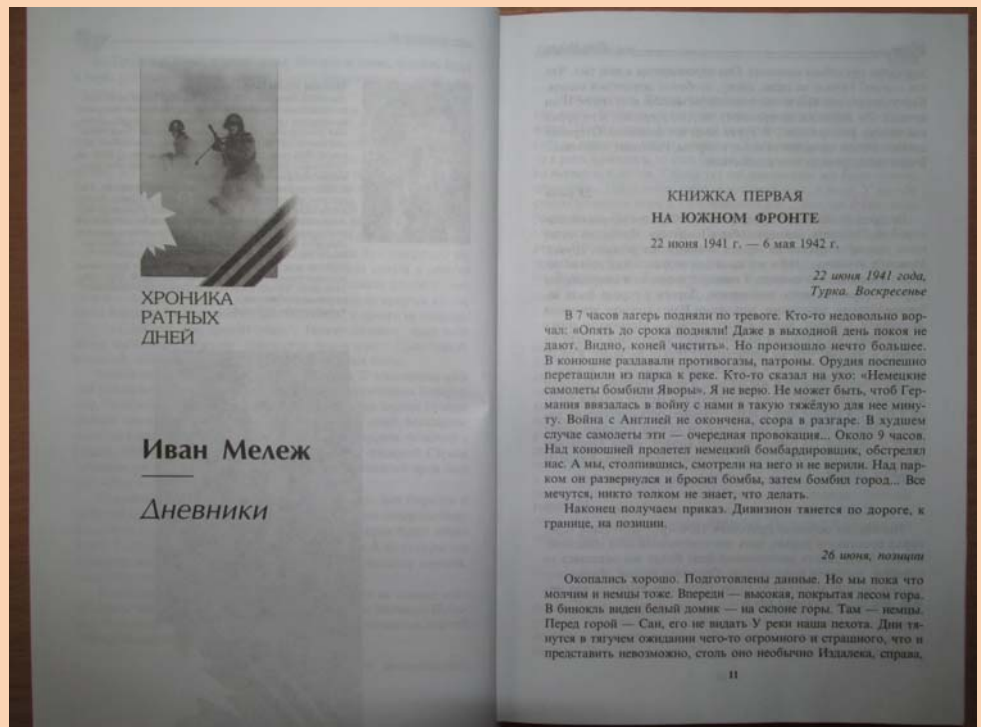 ХРОНИКА
РАТНЫХ
ДНЕЙ
Иван Мележ
Дневники
КНИЖКА ПЕРВАЯ
НА ЮЖНОМ ФРОНТЕ
22 июня 1941 г. — 6 мая 1942 г.
22 июня 1941 года,
Турка. Воскресенье
В 7 часов лагерь подняли по тревоге. Кто-то недовольно вор-
чал: «Опять до срока подняли! Даже в выходной день покоя не
дают. Видно, коней чистить». Но произошло нечто большее.
В конюшне раздавали противогазы, патроны. Орудия поспешно
перетащили из парка к реке. Кто-то сказал на ухо: «Немецкие
самолеты бомбили Яворы». Я не верю. Не может быть, чтоб Гер-
мания ввязалась в войну с нами в такую тяжёлую для нее мину-
ту. Война с Англией не окончена, ссора в разгаре. В худшем
случае самолеты эти — очередная провокация... Около 9 часов.
Над конюшней пролетел немецкий бомбардировщик, обстрелял
нас. А мы, столпившись, смотрели на него и не верили. Над пар-
ком он развернулся и бросил бомбы, затем бомбил город... Все
мечутся, никто толком не знает, что делать.
Наконец получаем приказ. Дивизион тянется по дороге, к
границе, на позиции.
26 июня, позиции
Окопались хорошо. Подготовлены данные. Но мы пока что
молчим и немцы тоже. Впереди — высокая, покрытая лесом гора.
В бинокль виден белый домик — на склоне горы. Там — немцы.
Перед горой — Сан, его не видать У реки наша пехота. Дни тя-
нутся в тягучем ожидании чего-то огромного и страшного, что и
представить невозможно, столь оно необычно Издалека, справа,
11